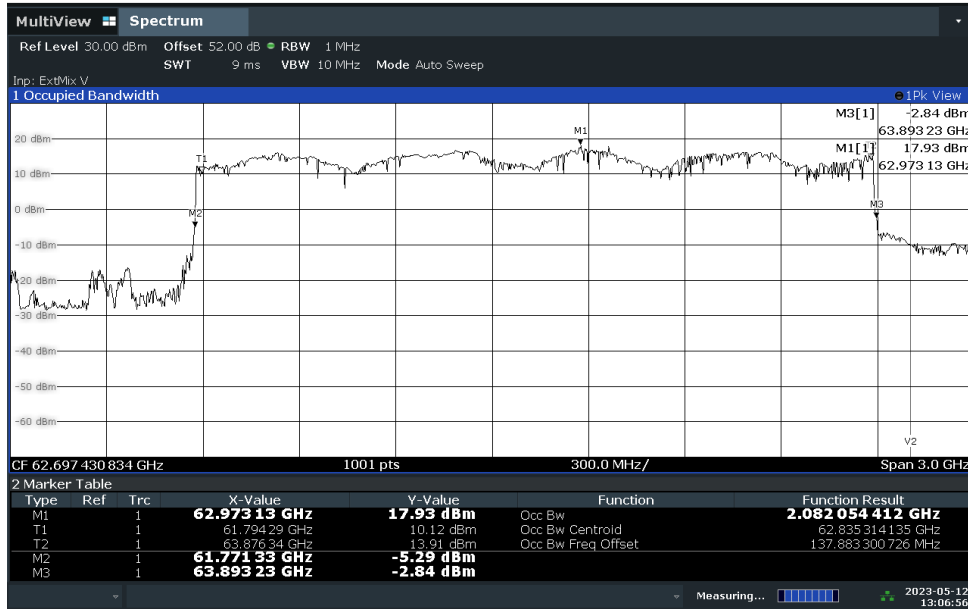 MultiView Spectrum
Ref Level 30.00 dBm Offset 52.00 dB RBW 1 MHz
SWT 9 ms VBW 10 MHz Mode Auto Sweep
Inp: ExtMix V
1 Occupied Bandwidth 1Pk View
M3[1] -2.84 dBm
63.893 23 GHz
M1[1] 17.93 dBm
62.973 13 GHz
M1
20 dBm
T1
10 dBm
M3
0 dBm
M2
-10 dBm
-20 dBm
-30 dBm
-40 dBm
-50 dBm
-60 dBm
V2
CF 62.697 430 834 GHz 1001 pts 300.0 MHz/ Span 3.0 GHz
2 Marker Table
Type Ref Trc X-Value Y-Value Function Function Result
M1 1 62.973 13 GHz 17.93 dBm Occ Bw 2.082 054 412 GHz
T1 1 61.794 29 GHz 10.12 dBm Occ Bw Centroid 62.835 314 135 GHz
T2 1 63.876 34 GHz 13.91 dBm Occ Bw Freq Offset 137.883 300 726 MHz
M2 1 61.771 33 GHz -5.29 dBm
M3 1 63.893 23 GHz -2.84 dBm
Measuring... 2023-05-12
13:06:56